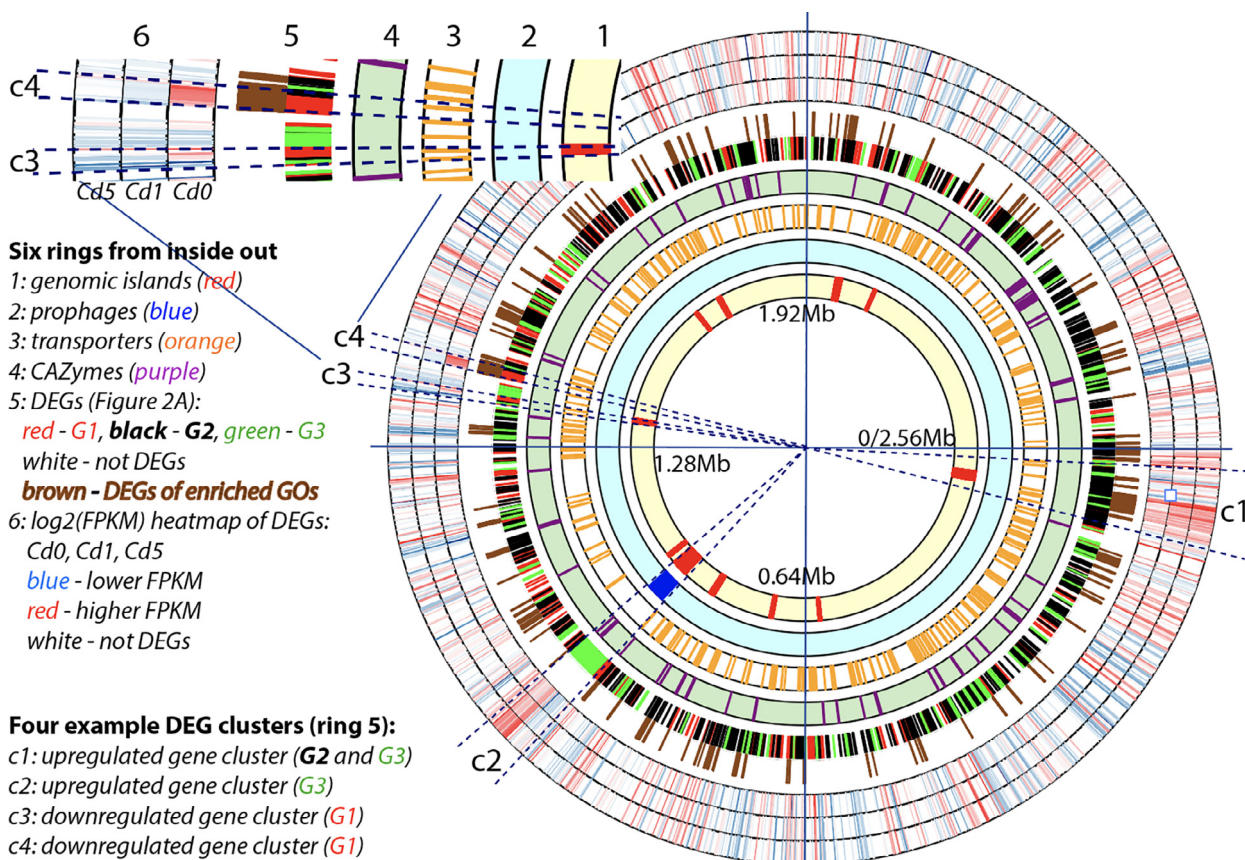 6 5 4 3 2 1
c4
c3
Cd5 Cd1 Cd0
Six rings from inside out
1: genomic islands (red)
2: prophages (blue)
3: transporters (orange)
4: CAZymes (purple)
5: DEGs (Figure 2A):
red - G1, black - G2, green - G3
white - not DEGs
brown - DEGs of enriched GOs
6: log2(FPKM) heatmap of DEGs:
Cd0, Cd1, Cd5
blue - lower FPKM
red - higher FPKM
white - not DEGs
Four example DEG clusters (ring 5):
c1: upregulated gene cluster (G2 and G3)
c2: upregulated gene cluster (G3)
c3: downregulated gene cluster (G1)
c4: downregulated gene cluster (G1)
c4
c3
1.92Mb
0/2.56Mb
1.28Mb
0.64Mb
c1
c2